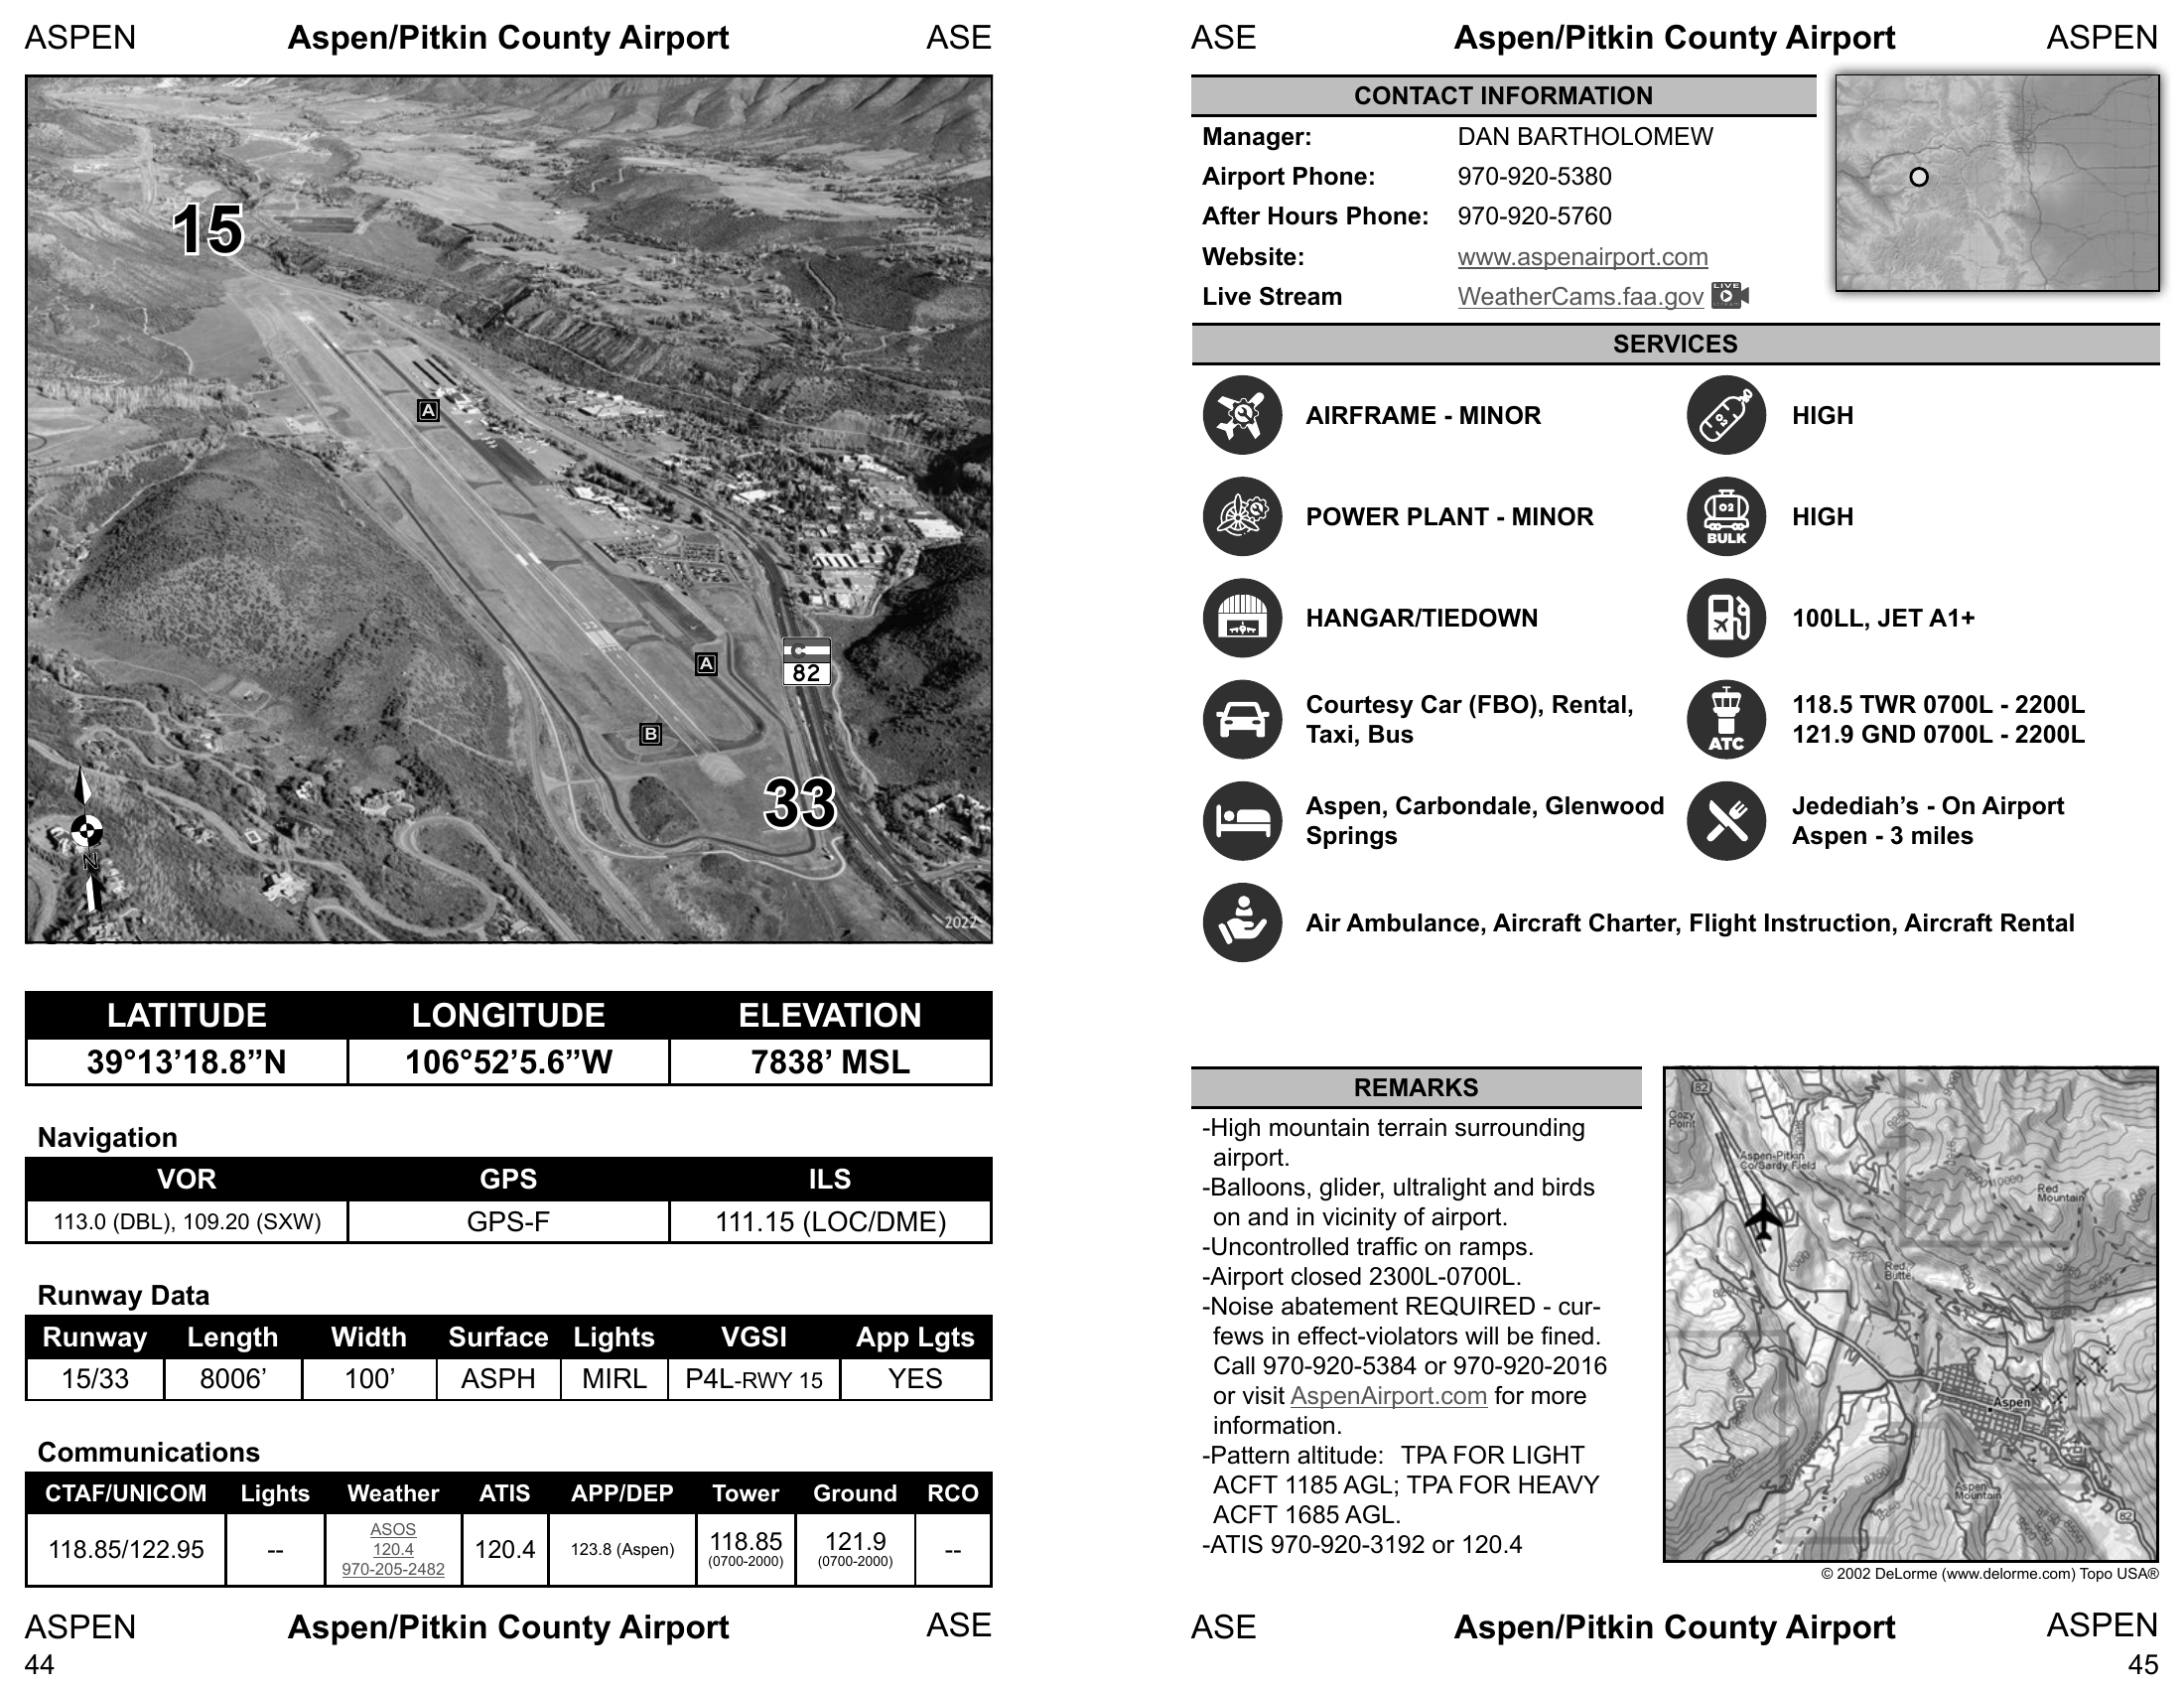 ASPEN Aspen/Pitkin County Airport ASE
15
A
A
82
B
33
N
2022
LATITUDE LONGITUDE ELEVATION
39°13’18.8”N 106°52’5.6”W 7838’ MSL
Navigation
VOR GPS ILS
113.0 (DBL), 109.20 (SXW) GPS-F 111.15 (LOC/DME)
Runway Data
Runway Length Width Surface Lights VGSI App Lgts
15/33 8006’ 100’ ASPH MIRL P4L-RWY 15 YES
Communications
CTAF/UNICOM Lights Weather ATIS APP/DEP Tower Ground RCO
118.85/122.95 -- ASOS 120.4 970-205-2482 120.4 123.8 (Aspen) 118.85 (0700-2000) 121.9 (0700-2000) --
ASPEN Aspen/Pitkin County Airport ASE
44
ASE Aspen/Pitkin County Airport ASPEN
CONTACT INFORMATION
Manager: DAN BARTHOLOMEW
Airport Phone: 970-920-5380
After Hours Phone: 970-920-5760
Website: www.aspenairport.com
Live Stream WeatherCams.faa.gov LIVE
SERVICES
AIRFRAME - MINOR
O2 HIGH
POWER PLANT - MINOR
O2 BULK HIGH
HANGAR/TIEDOWN
100LL, JET A1+
Courtesy Car (FBO), Rental,
Taxi, Bus
ATC
118.5 TWR 0700L - 2200L
121.9 GND 0700L - 2200L
Aspen, Carbondale, Glenwood
Springs
Jedediah’s - On Airport
Aspen - 3 miles
Air Ambulance, Aircraft Charter, Flight Instruction, Aircraft Rental
REMARKS
-High mountain terrain surrounding
airport.
-Balloons, glider, ultralight and birds
on and in vicinity of airport.
-Uncontrolled traffic on ramps.
-Airport closed 2300L-0700L.
-Noise abatement REQUIRED - cur-
fews in effect-violators will be fined.
Call 970-920-5384 or 970-920-2016
or visit AspenAirport.com for more
information.
-Pattern altitude: TPA FOR LIGHT
ACFT 1185 AGL; TPA FOR HEAVY
ACFT 1685 AGL.
-ATIS 970-920-3192 or 120.4
82
Cozy
Point
Aspen-Pitkin
Co/Sardy Field
Red
Mountain
10000
7750
Red
Butte
Aspen
Aspen
Mountain
82
© 2002 DeLorme (www.delorme.com) Topo USA®
ASE Aspen/Pitkin County Airport ASPEN
45